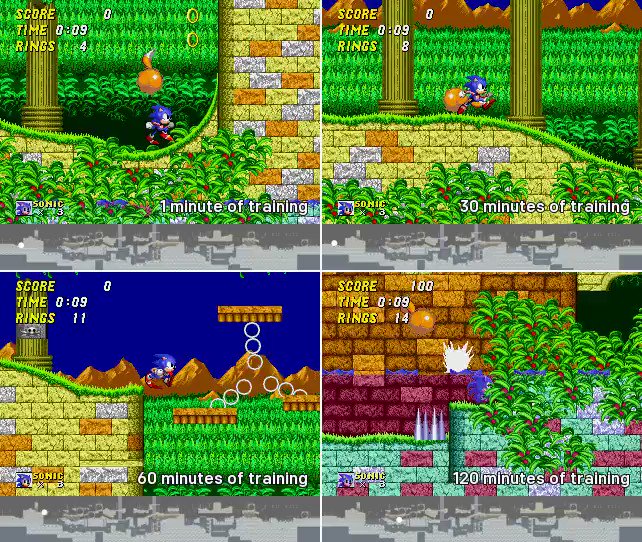 SCORE 0
TIME 0:09
RINGS 4
SONIC
× 3
1 minute of training
SCORE 0
TIME 0:09
RINGS 8
SONIC
× 3
30 minutes of training
SCORE 0
TIME 0:09
RINGS 11
SONIC
× 3
60 minutes of training
SCORE 100
TIME 0:09
RINGS 14
SONIC
× 3
120 minutes of training